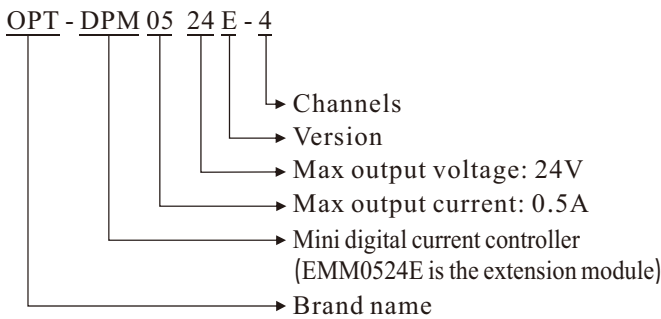 OPT - DPM 05 24 E - 4
Channels
Version
Max output voltage: 24V
Max output current: 0.5A
Mini digital current controller
(EMM0524E is the extension module)
Brand name